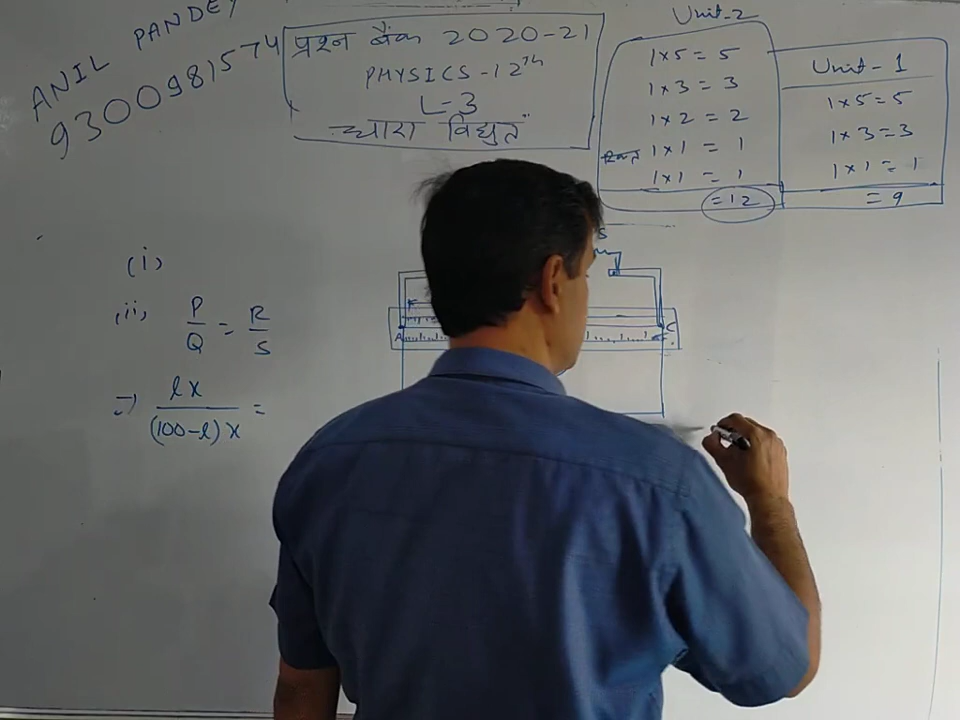 ANIL PANDEY
9300981574
प्रश्न बैंक 2020-21
PHYSICS-12th
L-3
"धारा विद्युत"
Unit-2
1×5 = 5
1×3 = 3
1×2 = 2
1×1 = 1
1×1 = 1
=12
Unit-1
1×5=5
1×3=3
1×1=1
=9
(i)
(ii) P/Q = R/S
⇒ lx/(100-l)x =
S
A
C